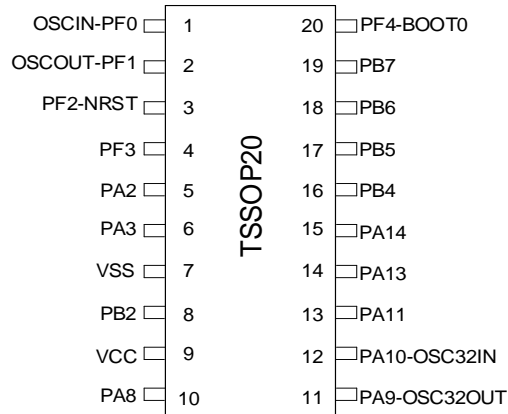 OSCIN-PF0 1 20 PF4-BOOT0
OSCOUT-PF1 2 19 PB7
PF2-NRST 3 18 PB6
PF3 4 17 PB5
PA2 5 16 PB4
PA3 6 15 PA14
VSS 7 14 PA13
PB2 8 13 PA11
VCC 9 12 PA10-OSC32IN
PA8 10 11 PA9-OSC32OUT
TSSOP20